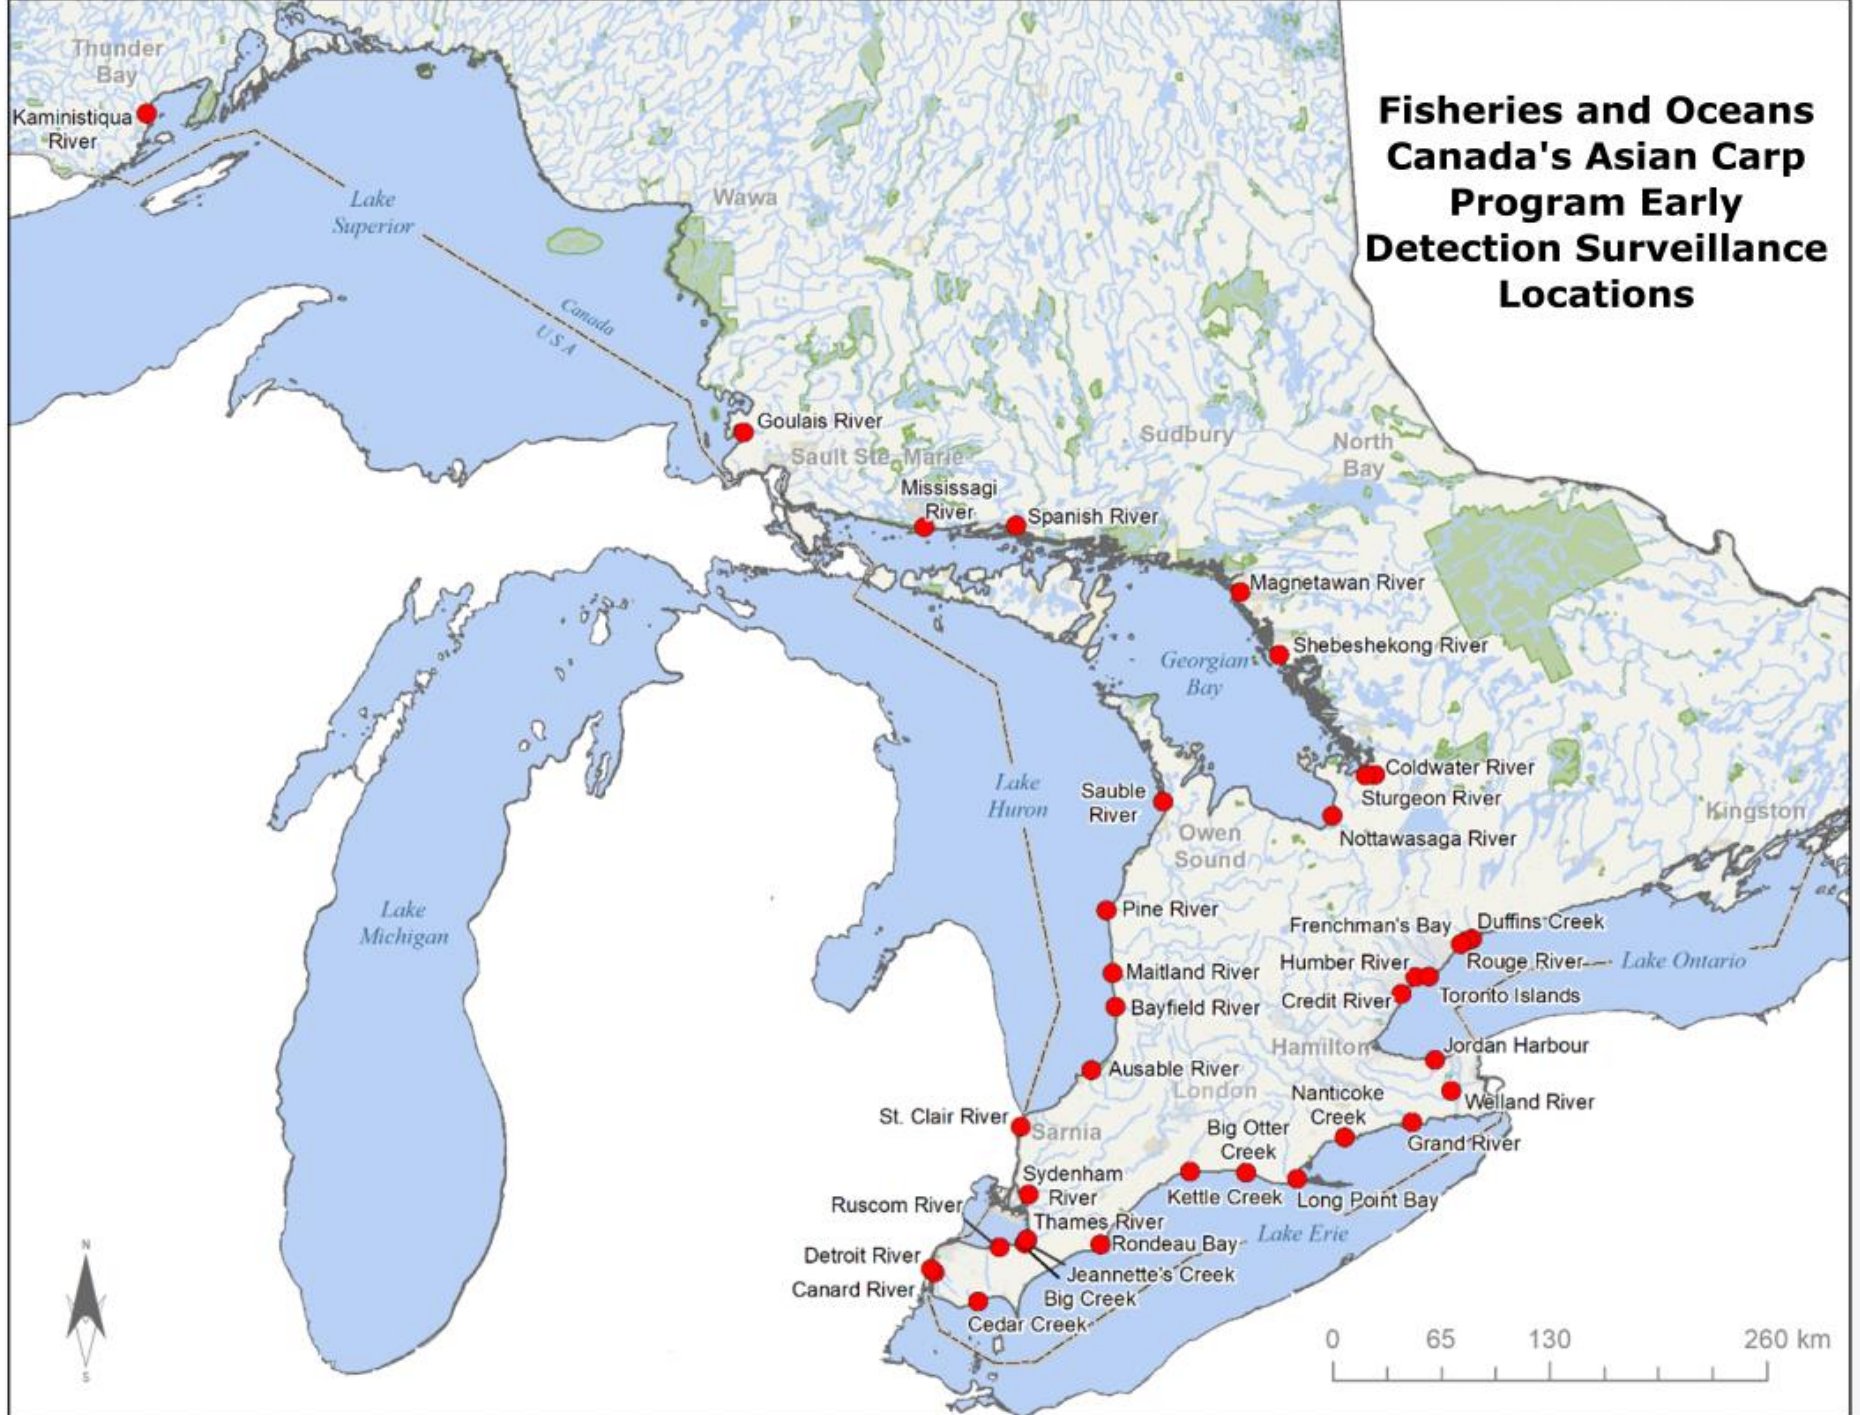 Fisheries and Oceans
Canada's Asian Carp
Program Early
Detection Surveillance
Locations
Thunder
Bay
Kaministiqua
River
Lake
Superior
Wawa
Canada
USA
Goulais River
Sault Ste-Marie
Sudbury
North
Bay
Mississagi
River
Spanish River
Magnetawan River
Shebeshekong River
Georgian
Bay
Coldwater River
Sturgeon River
Nottawasaga River
Kingston
Lake
Huron
Sauble
River
Owen
Sound
Lake
Michigan
Pine River
Frenchman's Bay
Duffins Creek
Humber River
Rouge River
Lake Ontario
Maitland River
Credit River
Toronto Islands
Bayfield River
Hamilton
Jordan Harbour
Ausable River
London
Nanticoke
Creek
Welland River
St. Clair River
Sarnia
Big Otter
Creek
Grand River
Sydenham
River
Kettle Creek
Long Point Bay
Ruscom River
Thames River
Rondeau Bay
Lake Erie
Detroit River
Jeannette's Creek
Canard River
Big Creek
Cedar Creek
N
S
0 65 130 260 km